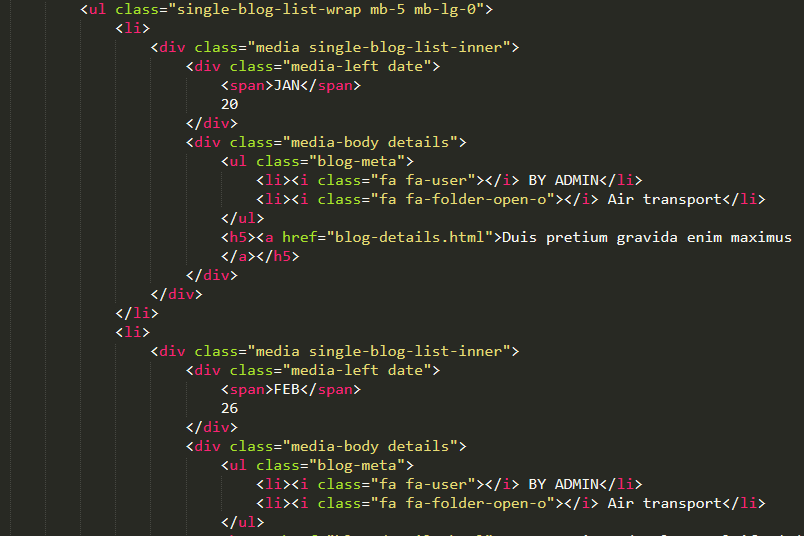 <ul class="single-blog-list-wrap mb-5 mb-lg-0">
<li>
<div class="media single-blog-list-inner">
<div class="media-left date">
<span>JAN</span>
20
</div>
<div class="media-body details">
<ul class="blog-meta">
<li><i class="fa fa-user"></i> BY ADMIN</li>
<li><i class="fa fa-folder-open-o"></i> Air transport</li>
</ul>
<h5><a href="blog-details.html">Duis pretium gravida enim maximus
</a></h5>
</div>
</div>
</li>
<li>
<div class="media single-blog-list-inner">
<div class="media-left date">
<span>FEB</span>
26
</div>
<div class="media-body details">
<ul class="blog-meta">
<li><i class="fa fa-user"></i> BY ADMIN</li>
<li><i class="fa fa-folder-open-o"></i> Air transport</li>
</ul>